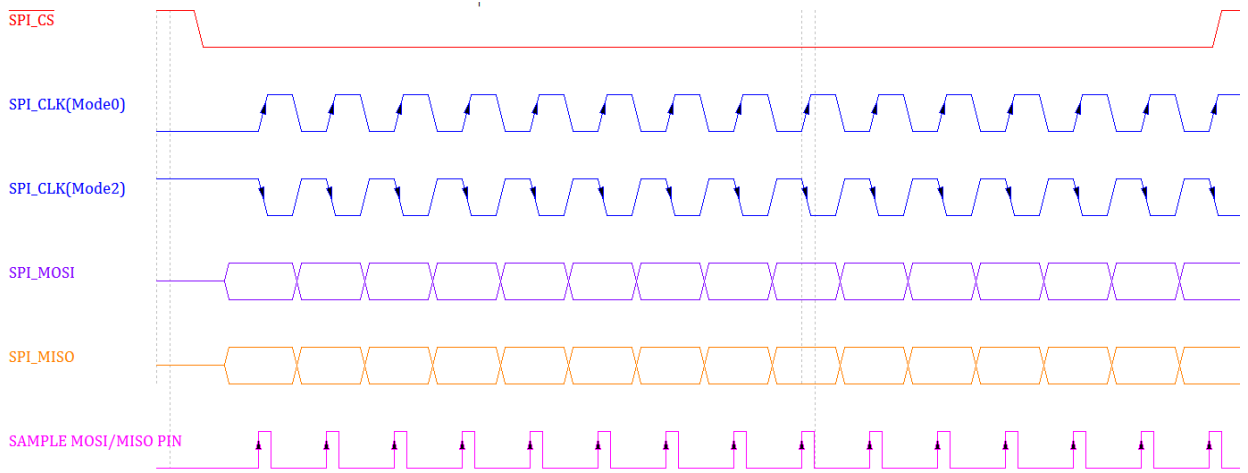 SPI_CS
SPI_CLK(Mode0)
SPI_CLK(Mode2)
SPI_MOSI
SPI_MISO
SAMPLE MOSI/MISO PIN